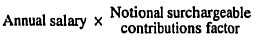 Annual salary × Notional surchargeable
contributions factor